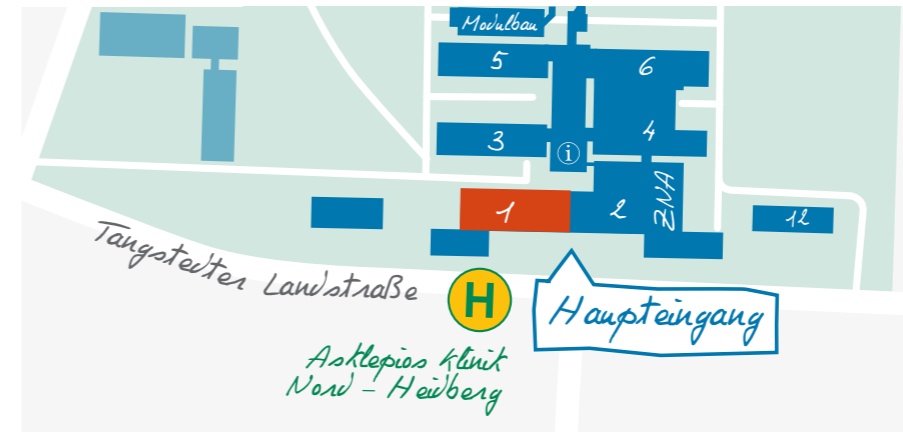 Modulbau
5
6
3
4
ⓘ
1
2
ZNA
12
Tangstedter Landstraße
H
Haupteingang
Asklepios Klinik
Nord – Heidberg